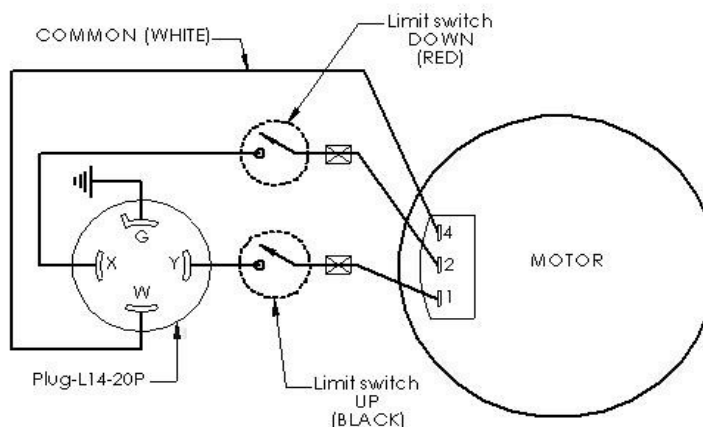 COMMON (WHITE)
Limit switch
DOWN
(RED)
G
X
Y
W
4
2
1
MOTOR
Plug-L14-20P
Limit switch
UP
(BLACK)